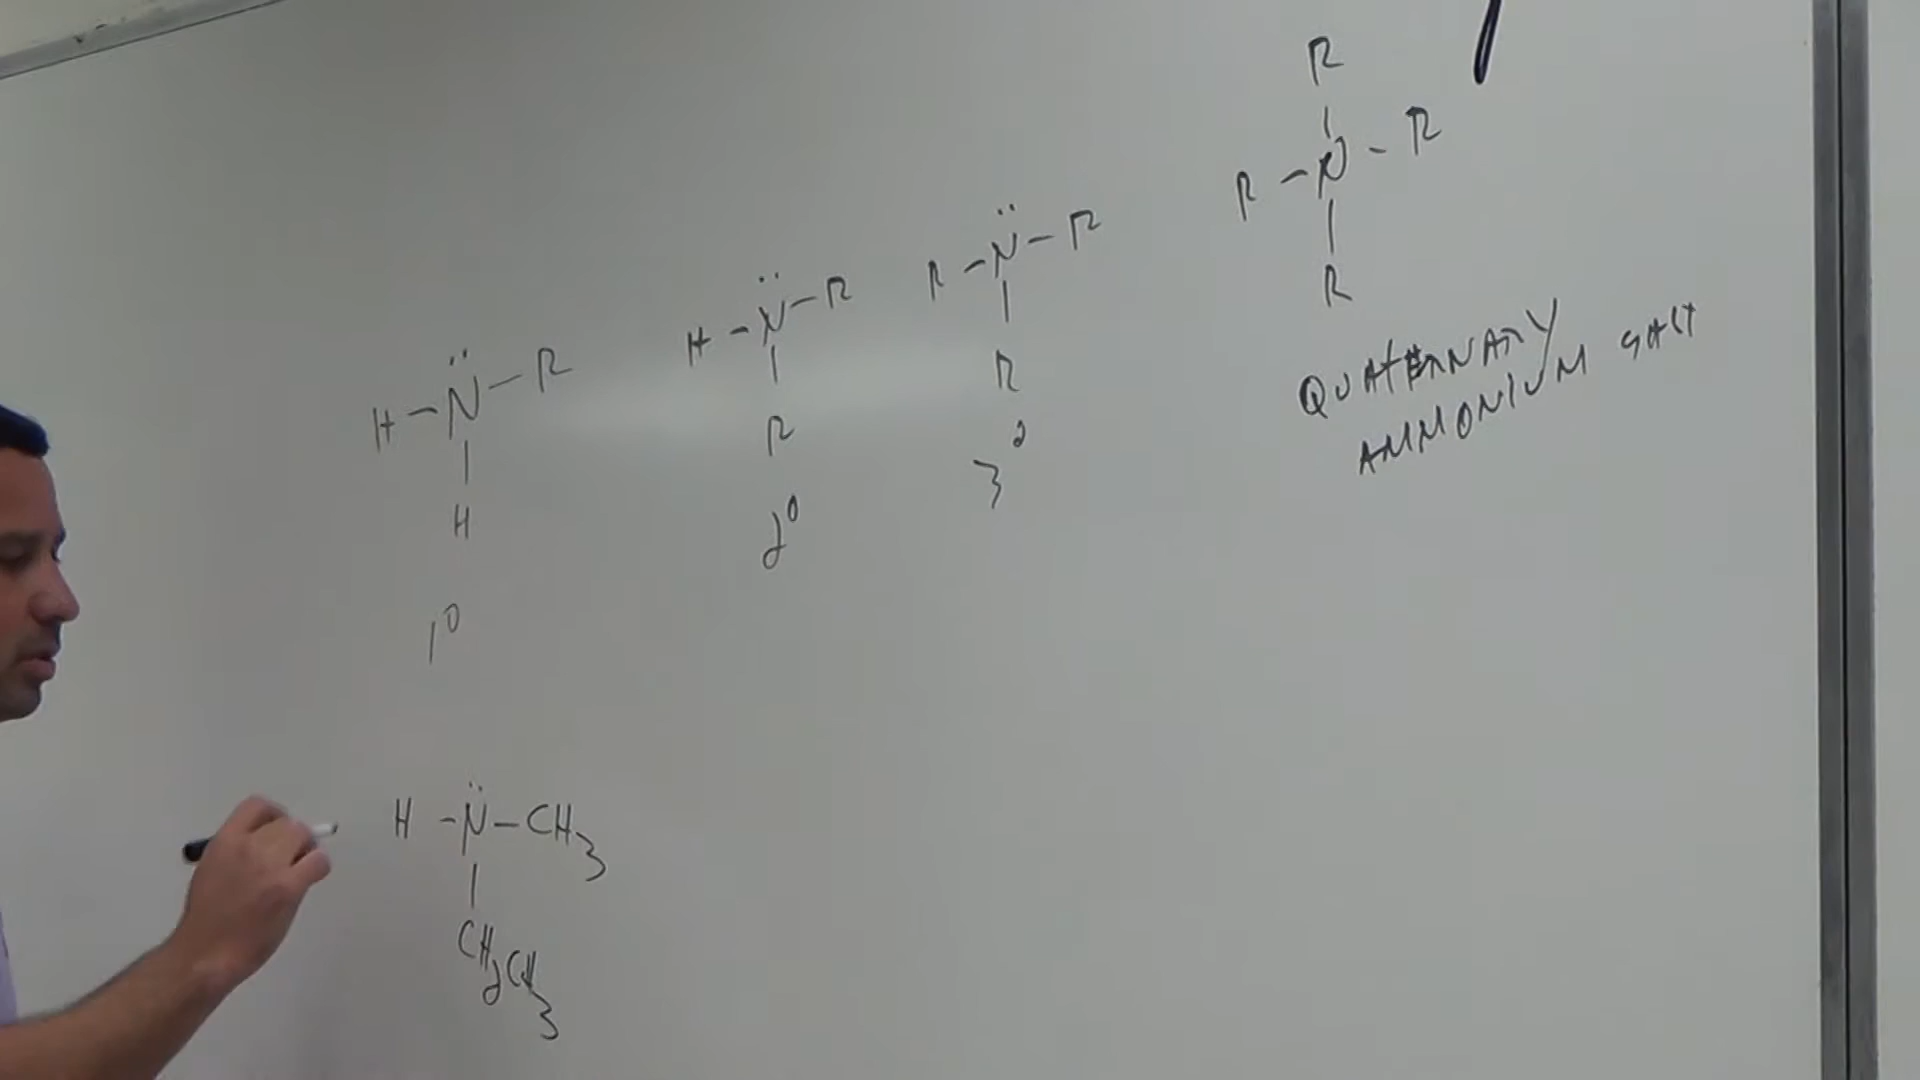 R
R - N - R
R
QUATERNARY
AMMONIUM SALT
R - N̈ - R
R
3°
H - N̈ - R
R
2°
H - N̈ - R
H
1°
H - N̈ - CH3
CH2CH3